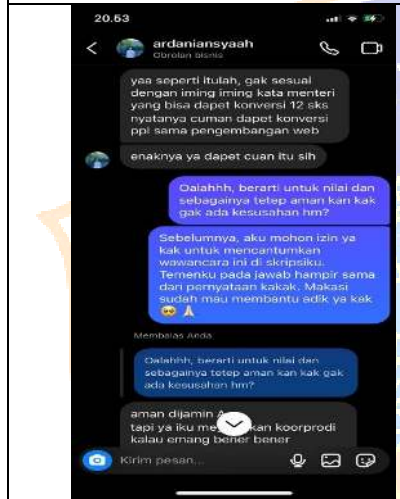 20.53
ardaniansyaah
Obrolan bisnis
yaa seperti itulah, gak sesuai
dengan iming iming kata menteri
yang bisa dapet konversi 12 sks
nyatanya cuman dapet konversi
ppl sama pengembangan web
enaknya ya dapet cuan itu sih
Oalahhh, berarti untuk nilai dan
sebagainya tetep aman kan kak
gak ada kesusahan hm?
Sebelumnya, aku mohon izin ya
kak untuk mencantumkan
wawancara ini di skripsiku.
Temenku pada jawab hampir sama
dari pernyataan kakak. Makasi
sudah mau membantu adik ya kak
🥺🙏
Membalas Anda
Oalahhh, berarti untuk nilai dan
sebagainya tetep aman kan kak gak
ada kesusahan hm?
aman dijamin A
tapi ya iku kan koorprodi
kalau emang bener bener
Kirim pesan...